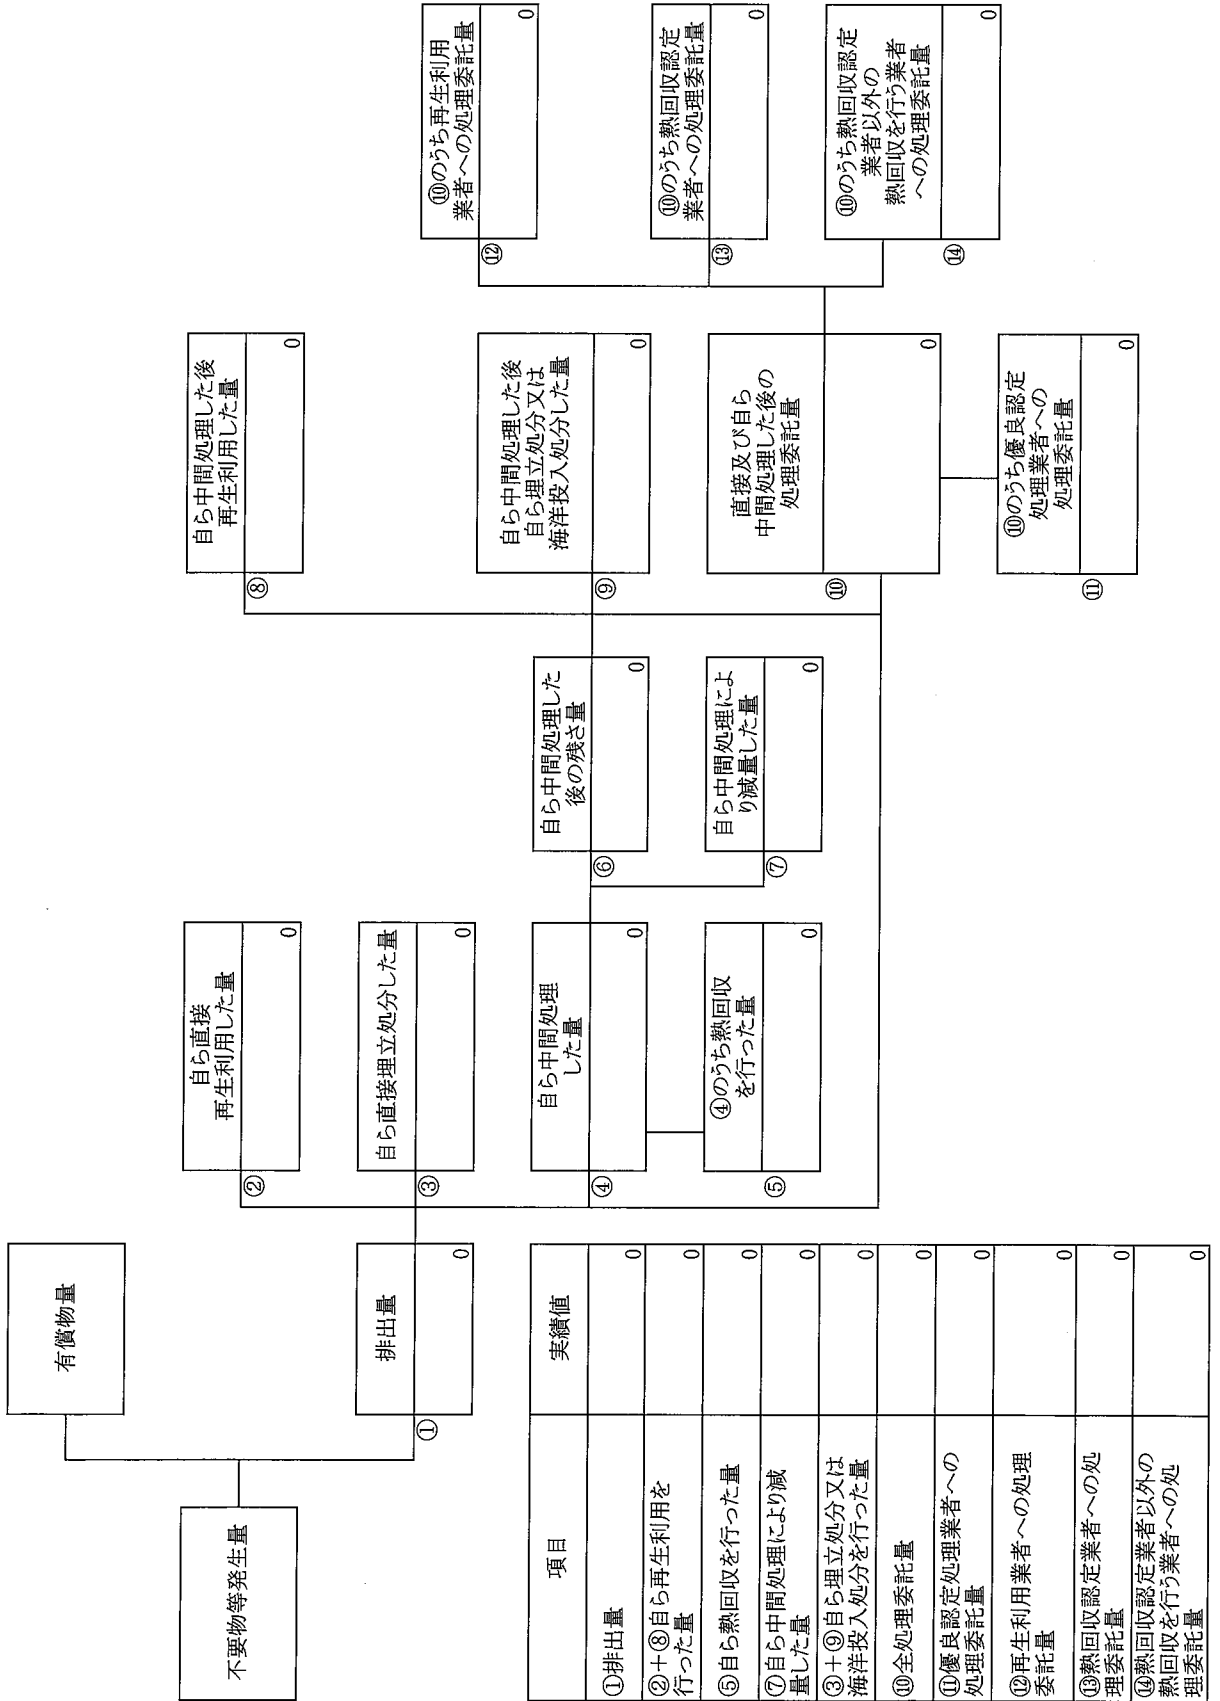 不要物等発生量
有償物量
①
排出量
0
②
自ら直接
再生利用した量
0
③
自ら直接埋立処分した量
0
④
自ら中間処理
した量
0
⑤
④のうち熱回収
を行った量
0
⑥
自ら中間処理した
後の残さ量
0
⑦
自ら中間処理によ
り減量した量
0
⑧
自ら中間処理した後
再生利用した量
0
⑨
自ら中間処理した後
自ら埋立処分又は
海洋投入処分した量
0
⑩
直接及び自ら
中間処理した後の
処理委託量
0
⑪
⑩のうち優良認定
処理業者への
処理委託量
0
⑫
⑩のうち再生利用
業者への処理委託量
0
⑬
⑩のうち熱回収認定
業者への処理委託量
0
⑭
⑩のうち熱回収認定
業者以外の
熱回収を行う業者
への処理委託量
0
項目 実績値
①排出量 0
②+⑧自ら再生利用を
行った量 0
⑤自ら熱回収を行った量 0
⑦自ら中間処理により減
量した量 0
③+⑨自ら埋立処分又は
海洋投入処分を行った量 0
⑩全処理委託量 0
⑪優良認定処理業者への
処理委託量 0
⑫再生利用業者への処理
委託量 0
⑬熱回収認定業者への処
理委託量 0
⑭熱回収認定業者以外の
熱回収を行う業者への処
理委託量 0